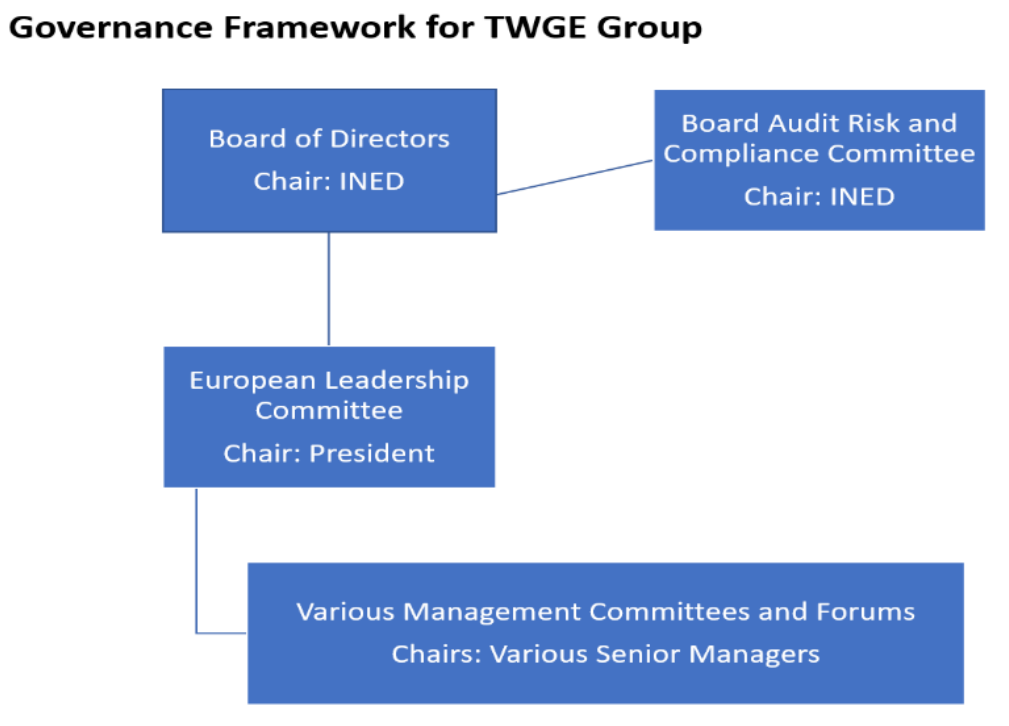 Governance Framework for TWGE Group
Board of Directors
Chair: INED
Board Audit Risk and
Compliance Committee
Chair: INED
European Leadership
Committee
Chair: President
Various Management Committees and Forums
Chairs: Various Senior Managers